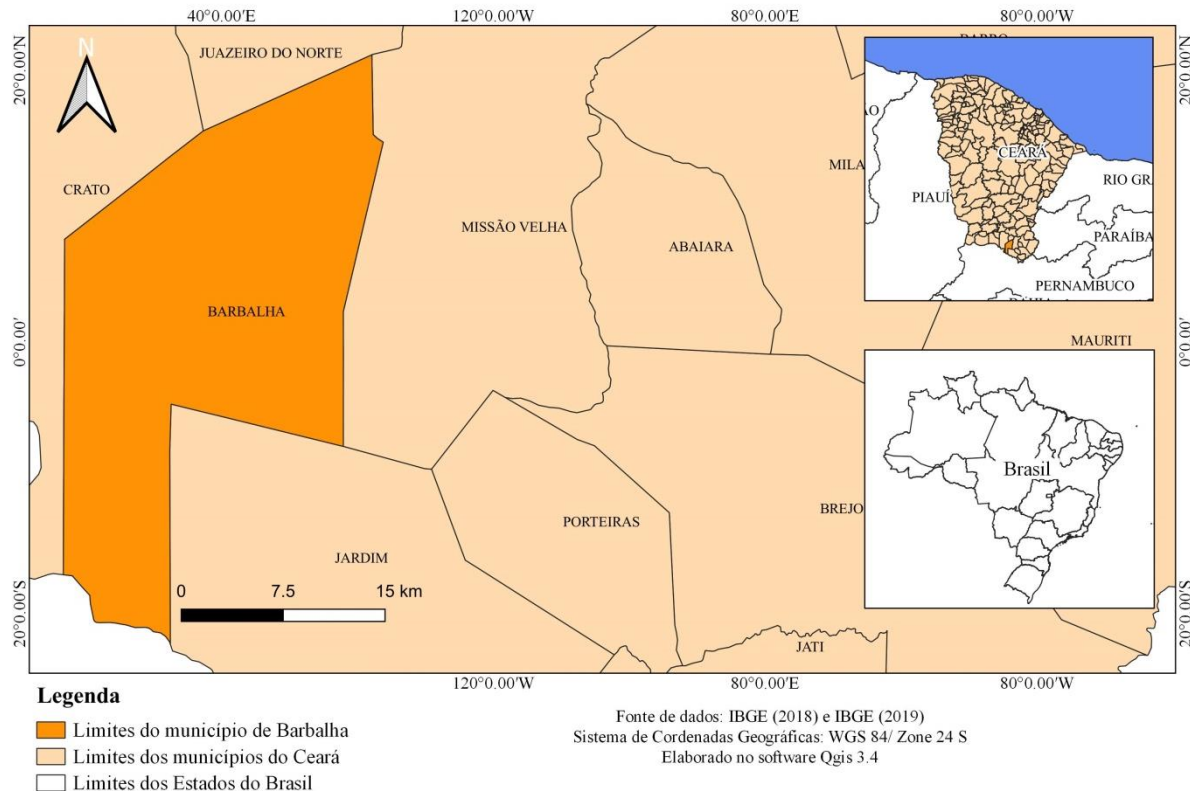 40°0.00'E
120°0.00'W
80°0.00'E
80°0.00'W
20°0.00'N
20°0.00'N
N
JUAZEIRO DO NORTE
CRATO
MISSÃO VELHA
ABAIARA
MILA
BARBALHA
CEARÁ
PIAUÍ
RIO GR
PARAÍBA
PERNAMBUCO
0°0.00'
0°0.00'
MAURITI
Brasil
PORTEIRAS
BREJO
JARDIM
0 7.5 15 km
20°0.00'S
20°0.00'S
JATI
120°0.00'W
80°0.00'E
80°0.00'W
Legenda
Limites do município de Barbalha
Limites dos municípios do Ceará
Limites dos Estados do Brasil
Fonte de dados: IBGE (2018) e IBGE (2019)
Sistema de Cordenadas Geográficas: WGS 84/ Zone 24 S
Elaborado no software Qgis 3.4